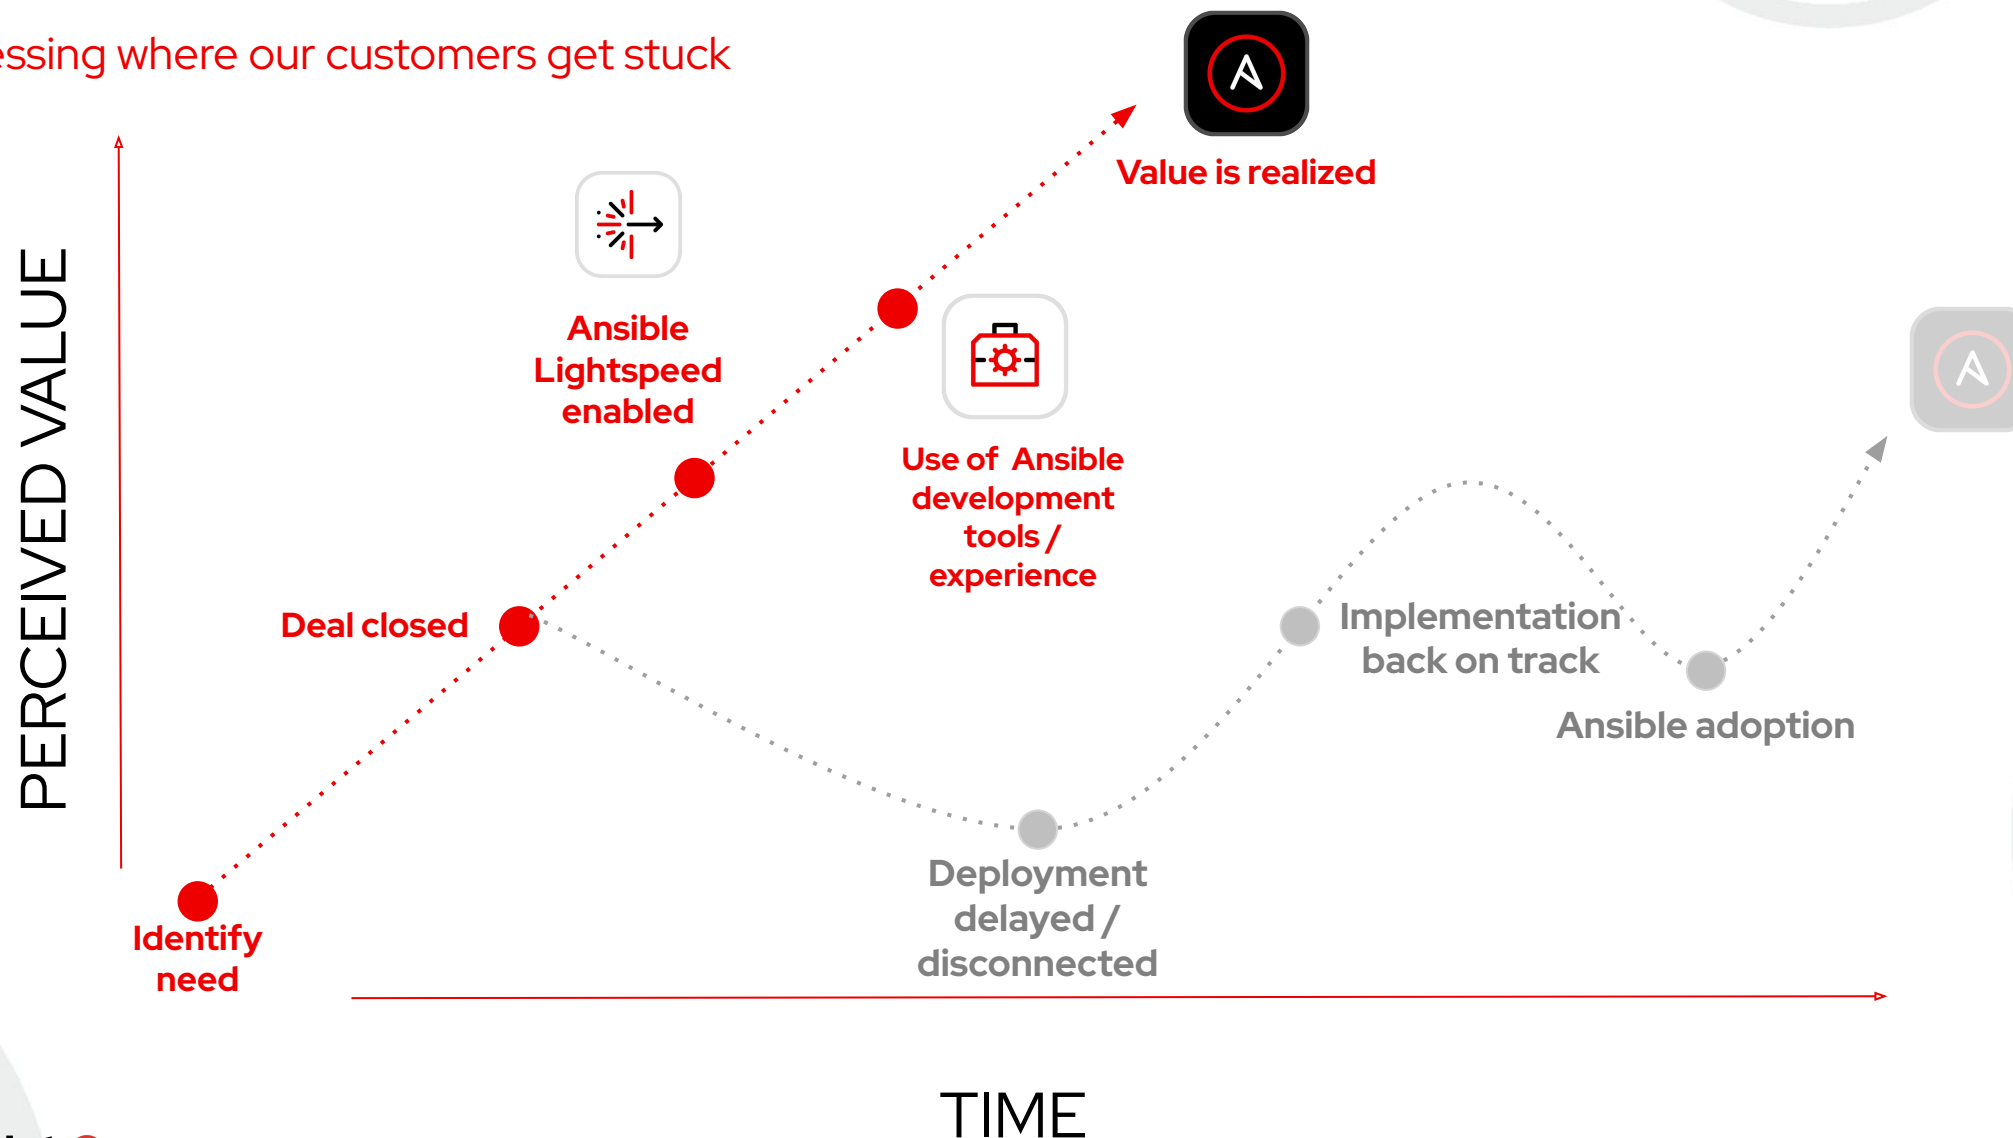 where our customers get stuck
Value is realized
Ansible
Lightspeed
enabled
Use of Ansible
development
tools /
experience
PERCEIVED VALUE
Deal closed
Implementation
back on track
Ansible adoption
Deployment
delayed /
disconnected
Identify
need
TIME